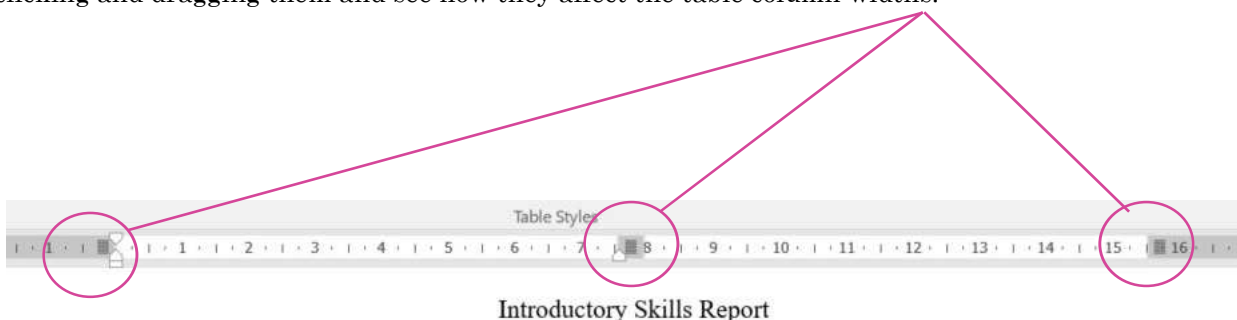 clicking and dragging them and see how they affect the table column widths.
Table Styles
1 1 2 3 4 5 6 7 8 9 10 11 12 13 14 15 16
Introductory Skills Report